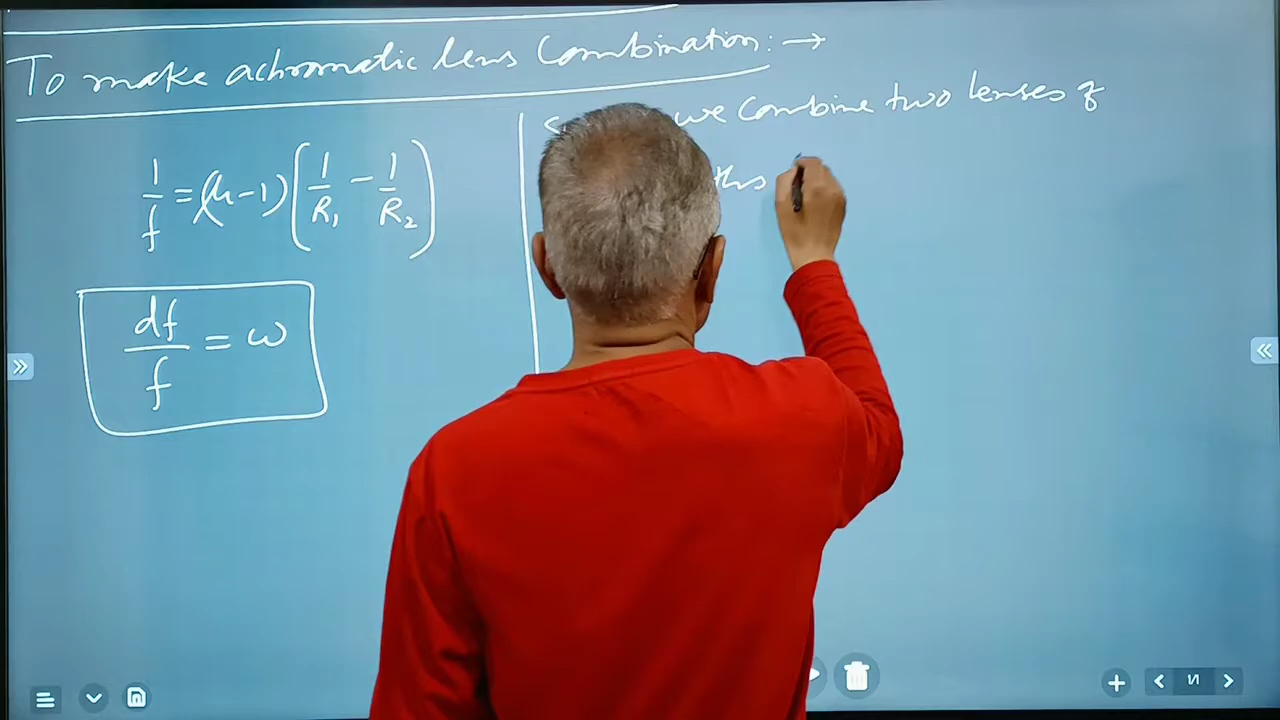 To make achromatic lens Combination: →
1/f = (μ-1)(1/R₁ - 1/R₂)
df/f = ω
we combine two lenses of